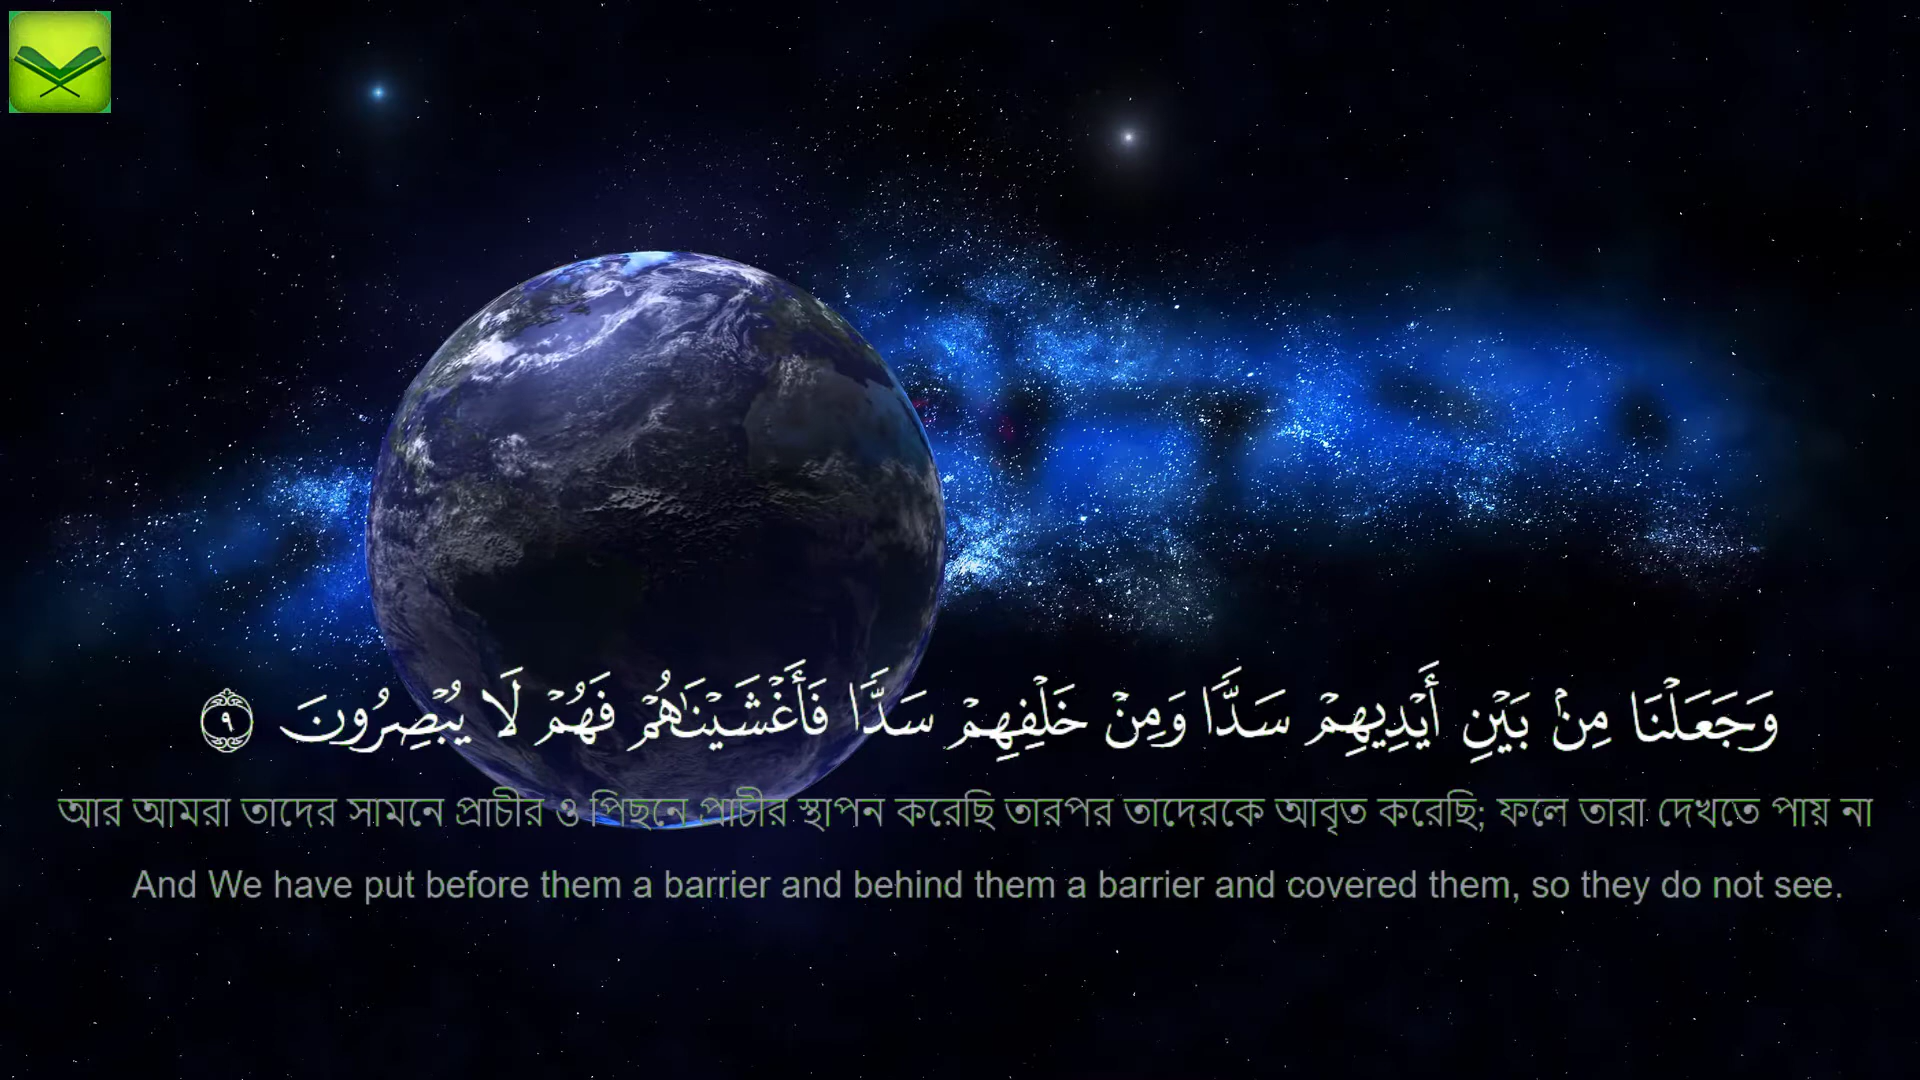 وَجَعَلْنَا مِنۢ بَيْنِ أَيْدِيهِمْ سَدًّا وَمِنْ خَلْفِهِمْ سَدًّا فَأَغْشَيْنَـٰهُمْ فَهُمْ لَا يُبْصِرُونَ ٩
আর আমরা তাদের সামনে প্রাচীর ও পিছনে প্রাচীর স্থাপন করেছি তারপর তাদেরকে আবৃত করেছি; ফলে তারা দেখতে পায় না
And We have put before them a barrier and behind them a barrier and covered them, so they do not see.